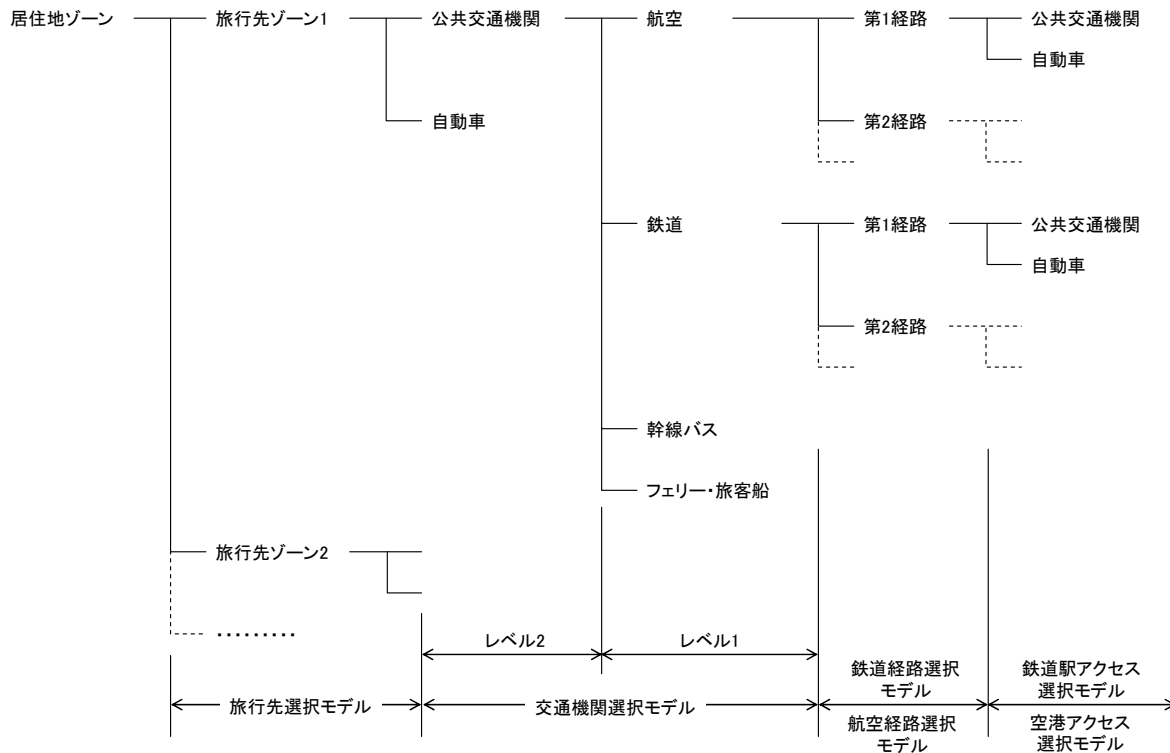 居住地ゾーン 旅行先ゾーン1 公共交通機関 航空 第1経路 公共交通機関
自動車
自動車 第2経路
鉄道 第1経路 公共交通機関
自動車
第2経路
幹線バス
フェリー・旅客船
旅行先ゾーン2
・・・・・・・・・
レベル2 レベル1
鉄道経路選択
モデル
鉄道駅アクセス
選択モデル
旅行先選択モデル 交通機関選択モデル
航空経路選択
モデル
空港アクセス
選択モデル